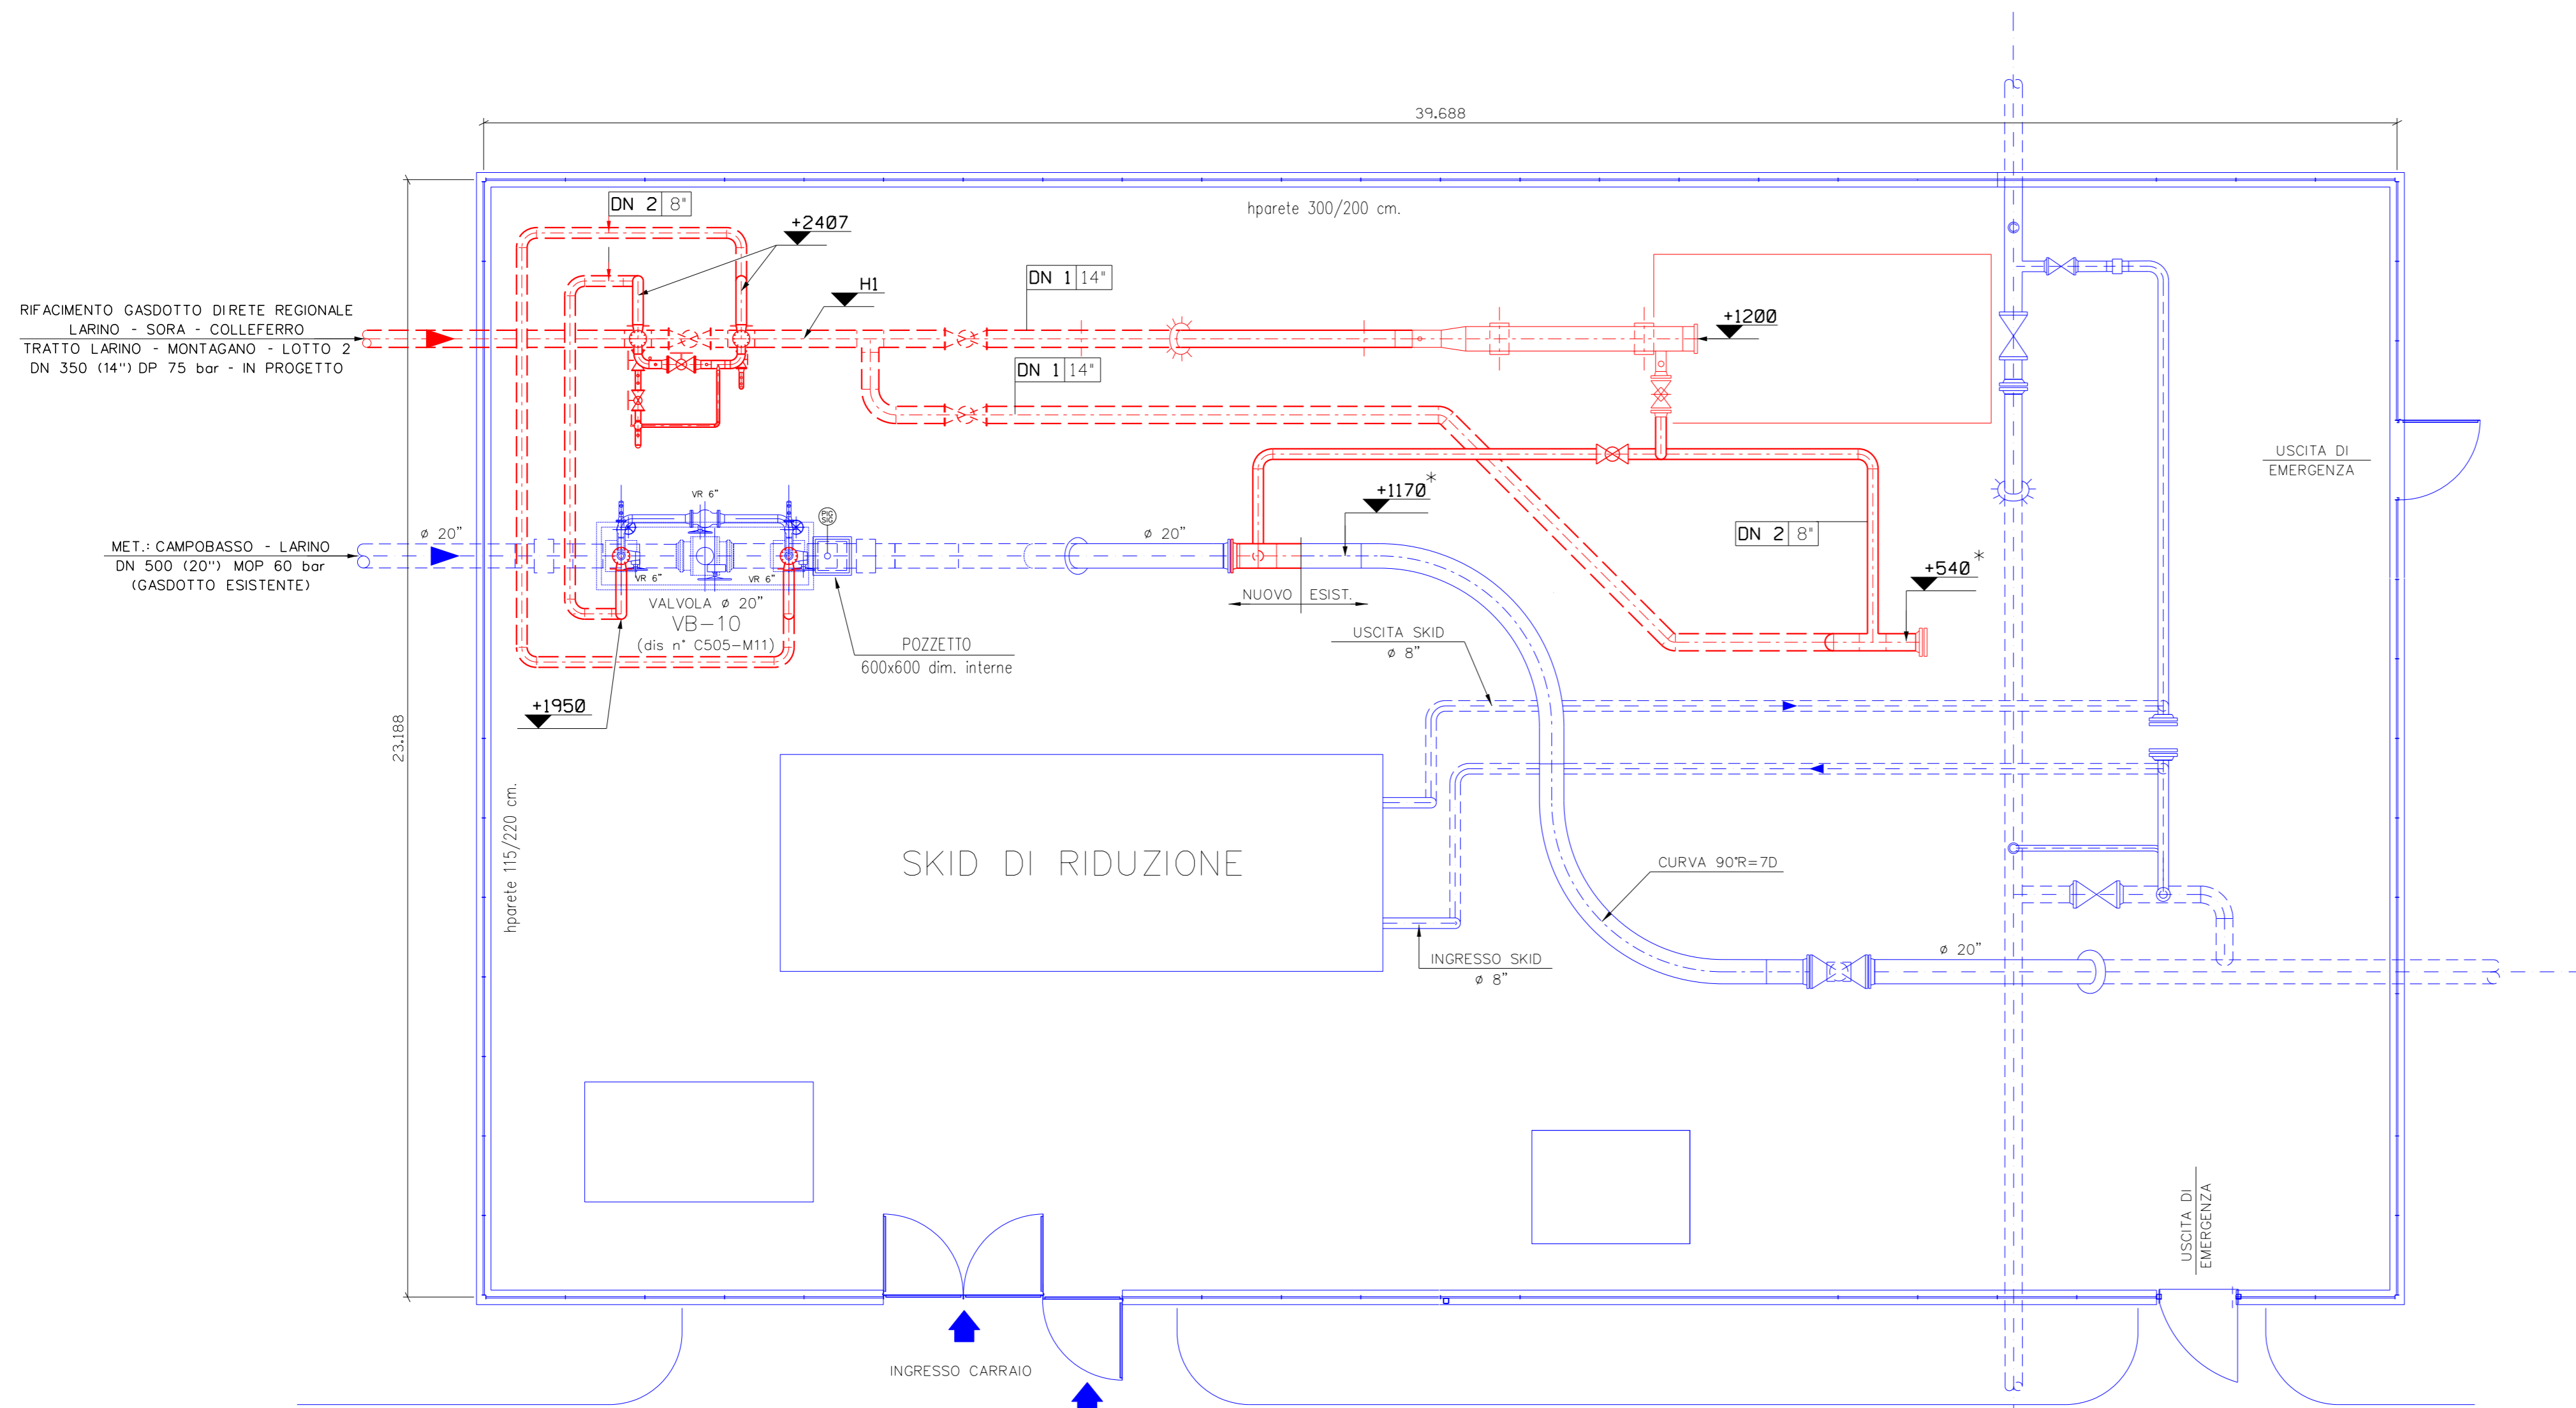 39.688
hparete 300/200 cm.
DN 2 8"
+2407
H1
DN 1 14"
RIFACIMENTO GASDOTTO DIRETE REGIONALE
LARINO - SORA - COLLEFERRO
TRATTO LARINO - MONTAGANO - LOTTO 2
DN 350 (14") DP 75 bar - IN PROGETTO
+1200
DN 1 14"
USCITA DI
EMERGENZA
VR 6"
+1170*
PIG
SIG
ø 20"
ø 20"
DN 2 8"
MET.: CAMPOBASSO - LARINO
DN 500 (20") MOP 60 bar
(GASDOTTO ESISTENTE)
+540*
VR 6"
VR 6"
VALVOLA ø 20"
VB-10
(dis n° C505-M11)
NUOVO ESIST.
POZZETTO
600x600 dim. interne
USCITA SKID
ø 8"
+1950
23.188
hparete 115/220 cm.
SKID DI RIDUZIONE
CURVA 90°R=7D
INGRESSO SKID
ø 8"
ø 20"
USCITA DI
EMERGENZA
INGRESSO CARRAIO